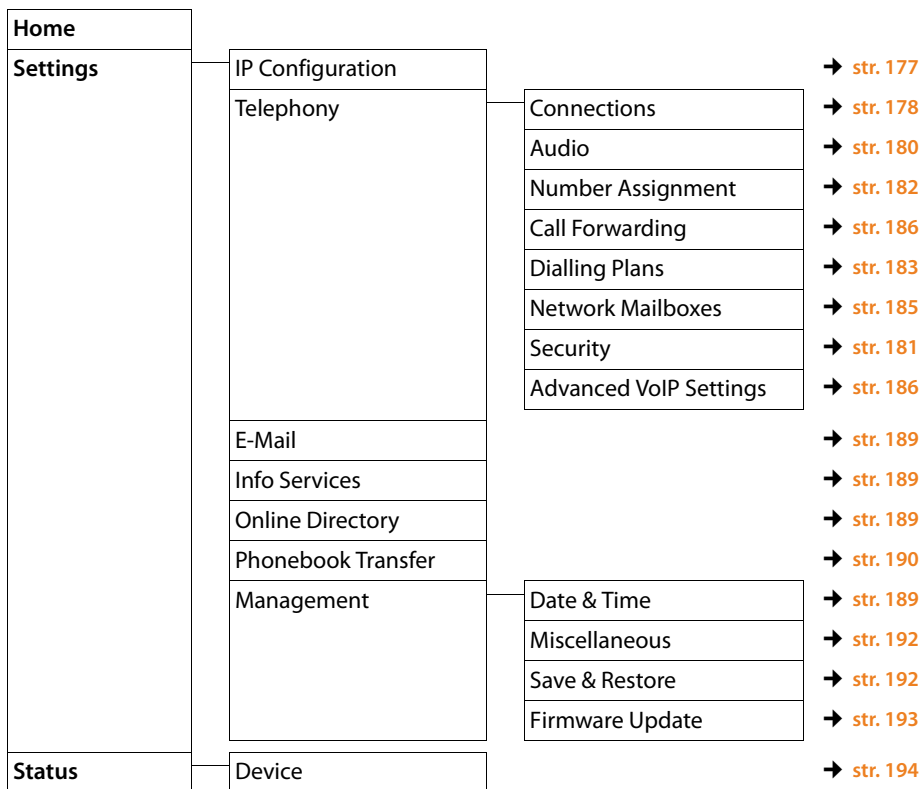 Home
Settings IP Configuration ➔ str. 177
Telephony Connections ➔ str. 178
Audio ➔ str. 180
Number Assignment ➔ str. 182
Call Forwarding ➔ str. 186
Dialling Plans ➔ str. 183
Network Mailboxes ➔ str. 185
Security ➔ str. 181
Advanced VoIP Settings ➔ str. 186
E-Mail ➔ str. 189
Info Services ➔ str. 189
Online Directory ➔ str. 189
Phonebook Transfer ➔ str. 190
Management Date & Time ➔ str. 189
Miscellaneous ➔ str. 192
Save & Restore ➔ str. 192
Firmware Update ➔ str. 193
Status Device ➔ str. 194